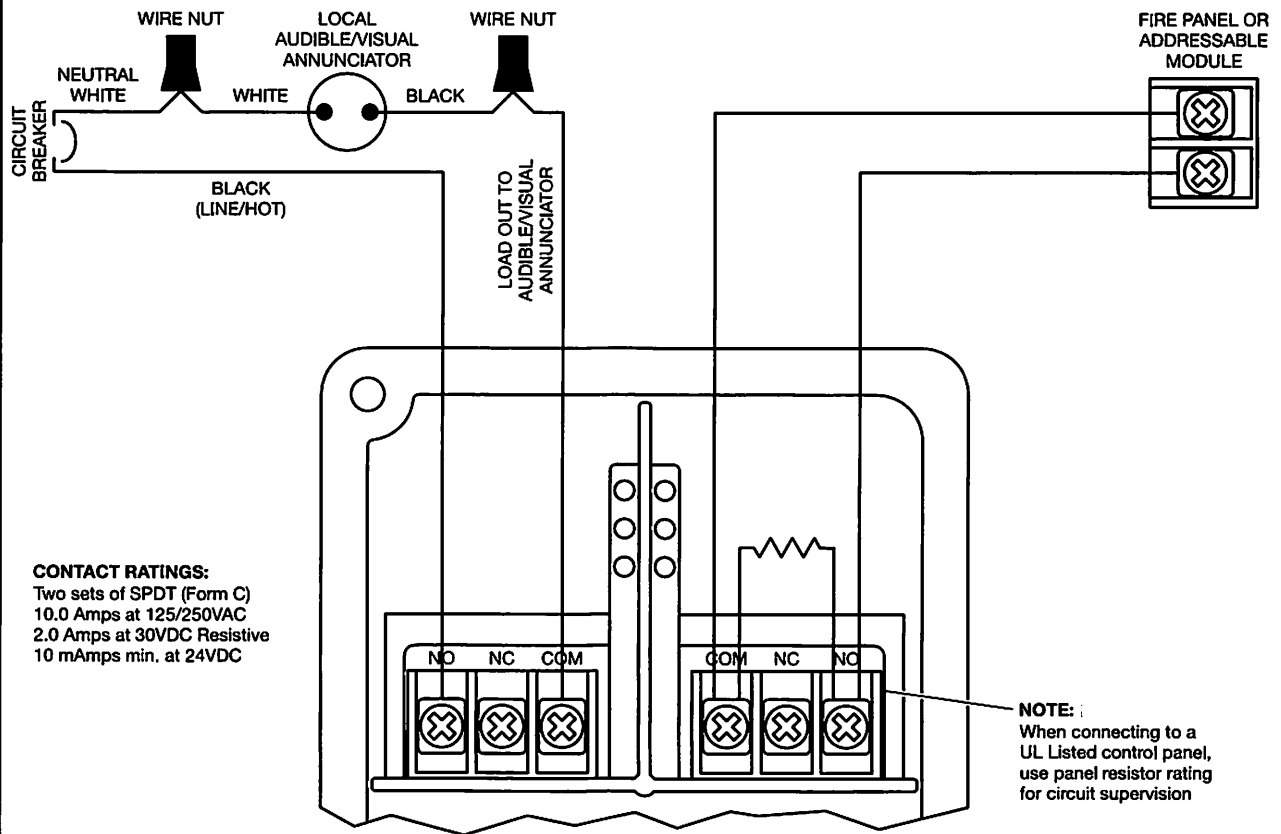 WIRE NUT
LOCAL
AUDIBLE/VISUAL
ANNUNCIATOR
WIRE NUT
FIRE PANEL OR
ADDRESSABLE
MODULE
NEUTRAL
WHITE
WHITE
BLACK
CIRCUIT
BREAKER
BLACK
(LINE/HOT)
LOAD OUT TO
AUDIBLE/VISUAL
ANNUNCIATOR
CONTACT RATINGS:
Two sets of SPDT (Form C)
10.0 Amps at 125/250VAC
2.0 Amps at 30VDC Resistive
10 mAmps min. at 24VDC
NO NC COM
COM NC NO
NOTE:
When connecting to a
UL Listed control panel,
use panel resistor rating
for circuit supervision